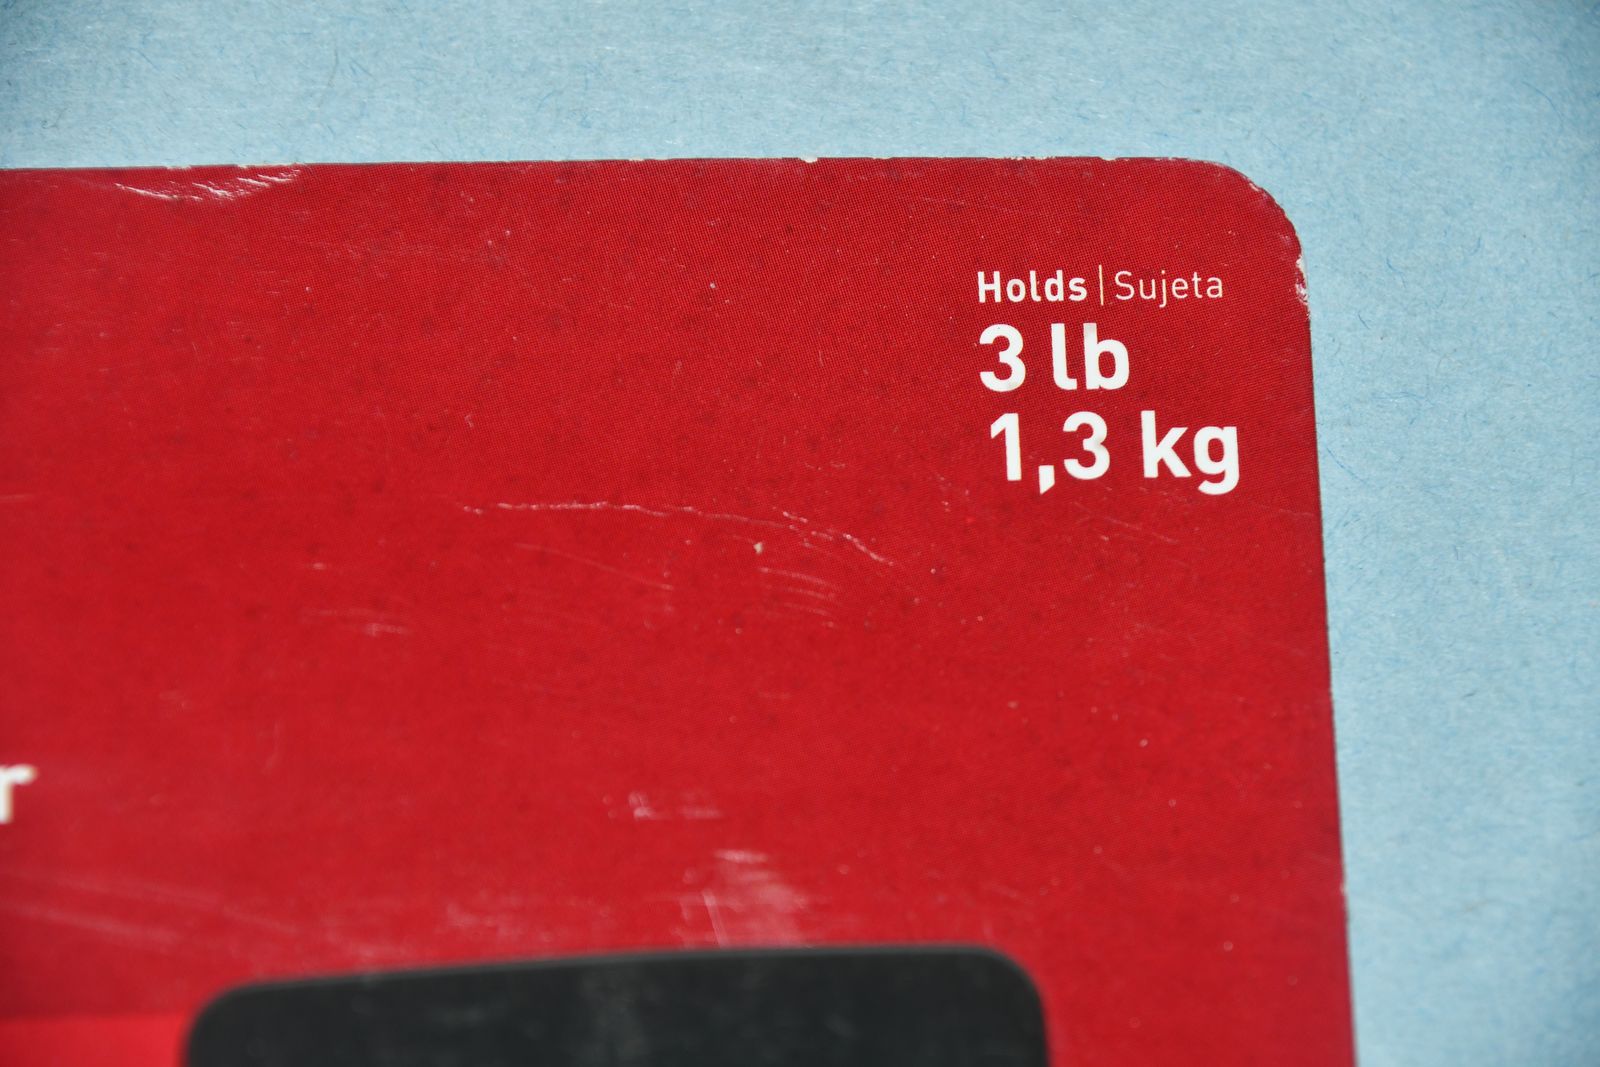 Holds | Sujeta
3 lb
1,3 kg
r